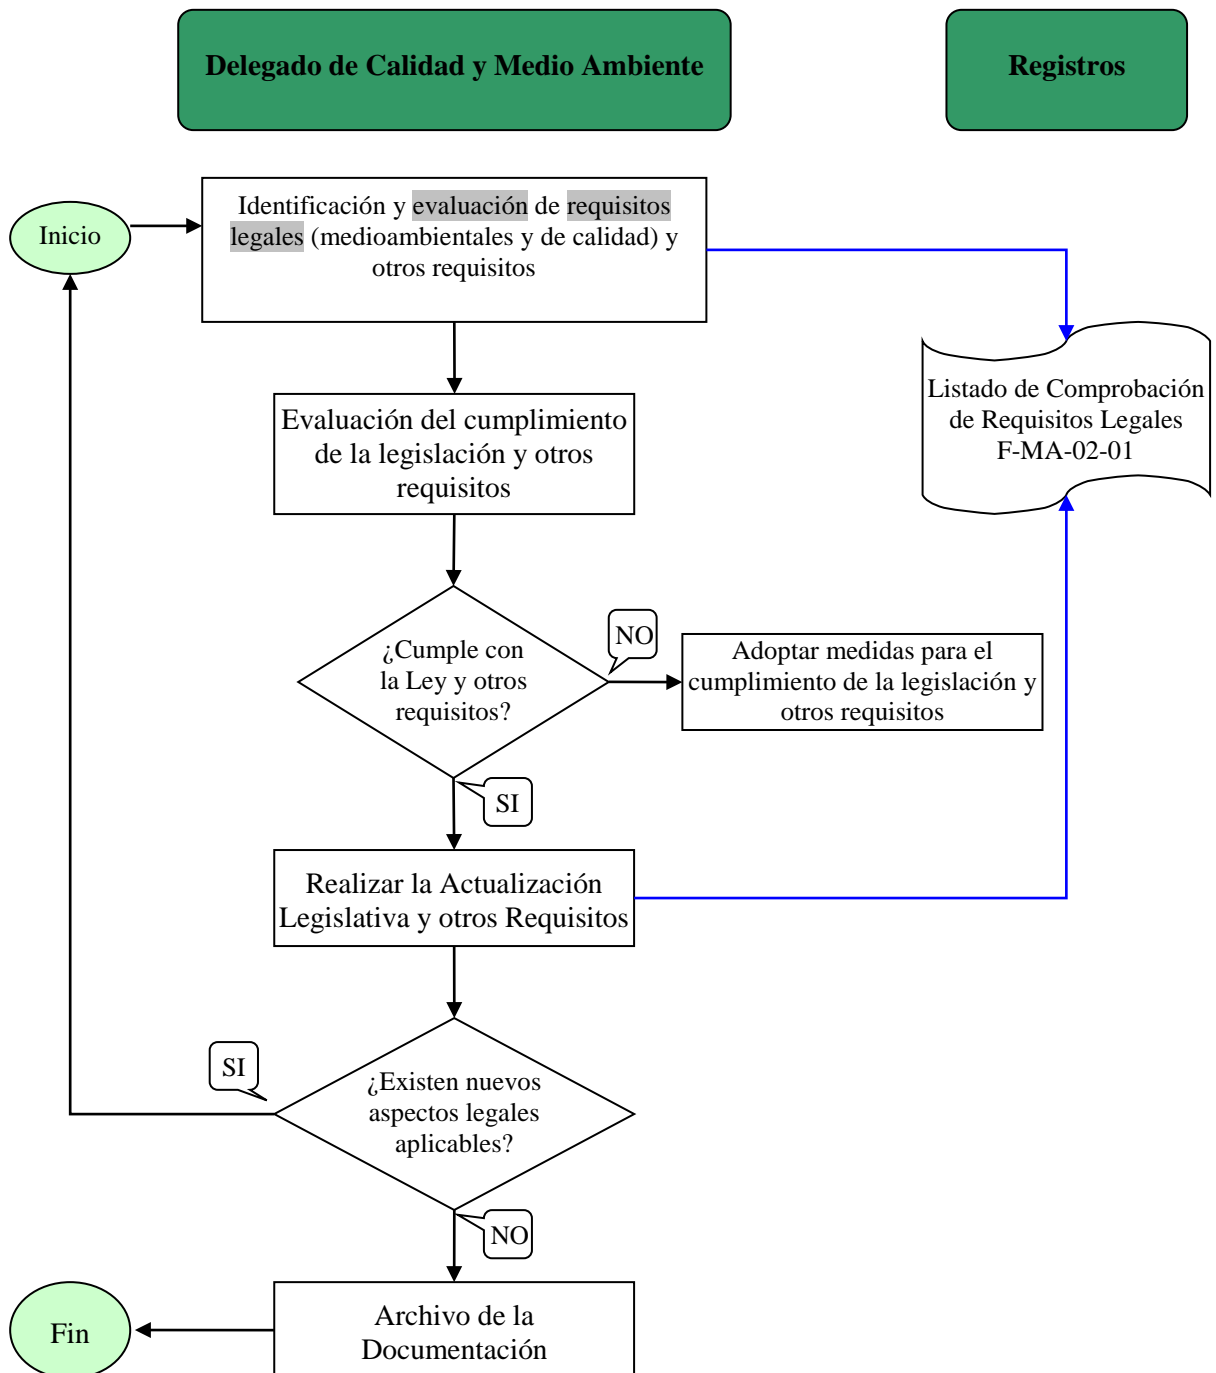 Delegado de Calidad y Medio Ambiente
Registros
Inicio
Identificación y evaluación de requisitos
legales (medioambientales y de calidad) y
otros requisitos
Listado de Comprobación
de Requisitos Legales
F-MA-02-01
Evaluación del cumplimiento
de la legislación y otros
requisitos
¿Cumple con
la Ley y otros
requisitos?
NO
Adoptar medidas para el
cumplimiento de la legislación y
otros requisitos
SI
Realizar la Actualización
Legislativa y otros Requisitos
SI
¿Existen nuevos
aspectos legales
aplicables?
NO
Archivo de la
Documentación
Fin